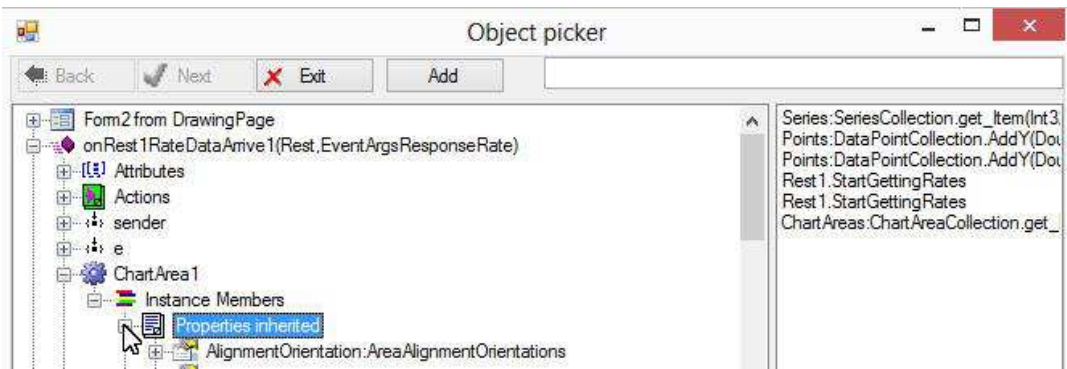 Object picker
Back Next Exit Add
Form2 from DrawingPage
onRest1RateDataArrive1(Rest,EventArgsResponseRate)
Attributes
Actions
sender
e
ChartArea1
Instance Members
Properties inherited
AlignmentOrientation:AreaAlignmentOrientations
Series:SeriesCollection.get_Item(Int3
Points:DataPointCollection.AddY(Dou
Points:DataPointCollection.AddY(Dou
Rest1.StartGettingRates
Rest1.StartGettingRates
ChartAreas:ChartAreaCollection.get_